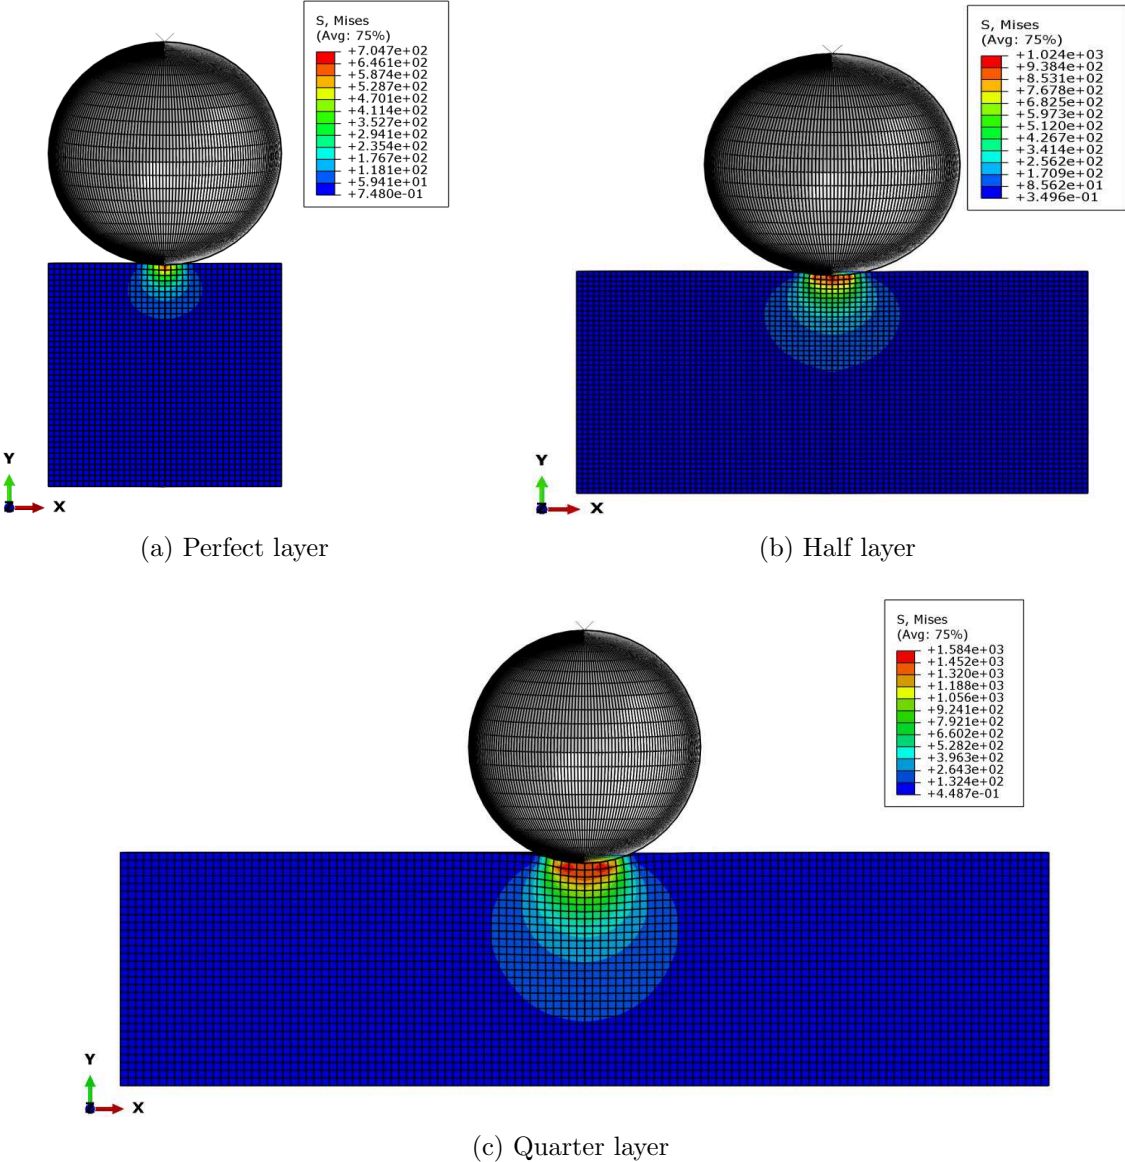 S, Mises
(Avg: 75%)
+7.047e+02
+6.461e+02
+5.874e+02
+5.287e+02
+4.701e+02
+4.114e+02
+3.527e+02
+2.941e+02
+2.354e+02
+1.767e+02
+1.181e+02
+5.941e+01
+7.480e-01
Y
X
(a) Perfect layer
S, Mises
(Avg: 75%)
+1.024e+03
+9.384e+02
+8.531e+02
+7.678e+02
+6.825e+02
+5.973e+02
+5.120e+02
+4.267e+02
+3.414e+02
+2.562e+02
+1.709e+02
+8.562e+01
+3.496e-01
Y
X
(b) Half layer
S, Mises
(Avg: 75%)
+1.584e+03
+1.452e+03
+1.320e+03
+1.188e+03
+1.056e+03
+9.241e+02
+7.921e+02
+6.602e+02
+5.282e+02
+3.963e+02
+2.643e+02
+1.324e+02
+4.487e-01
Y
X
(c) Quarter layer